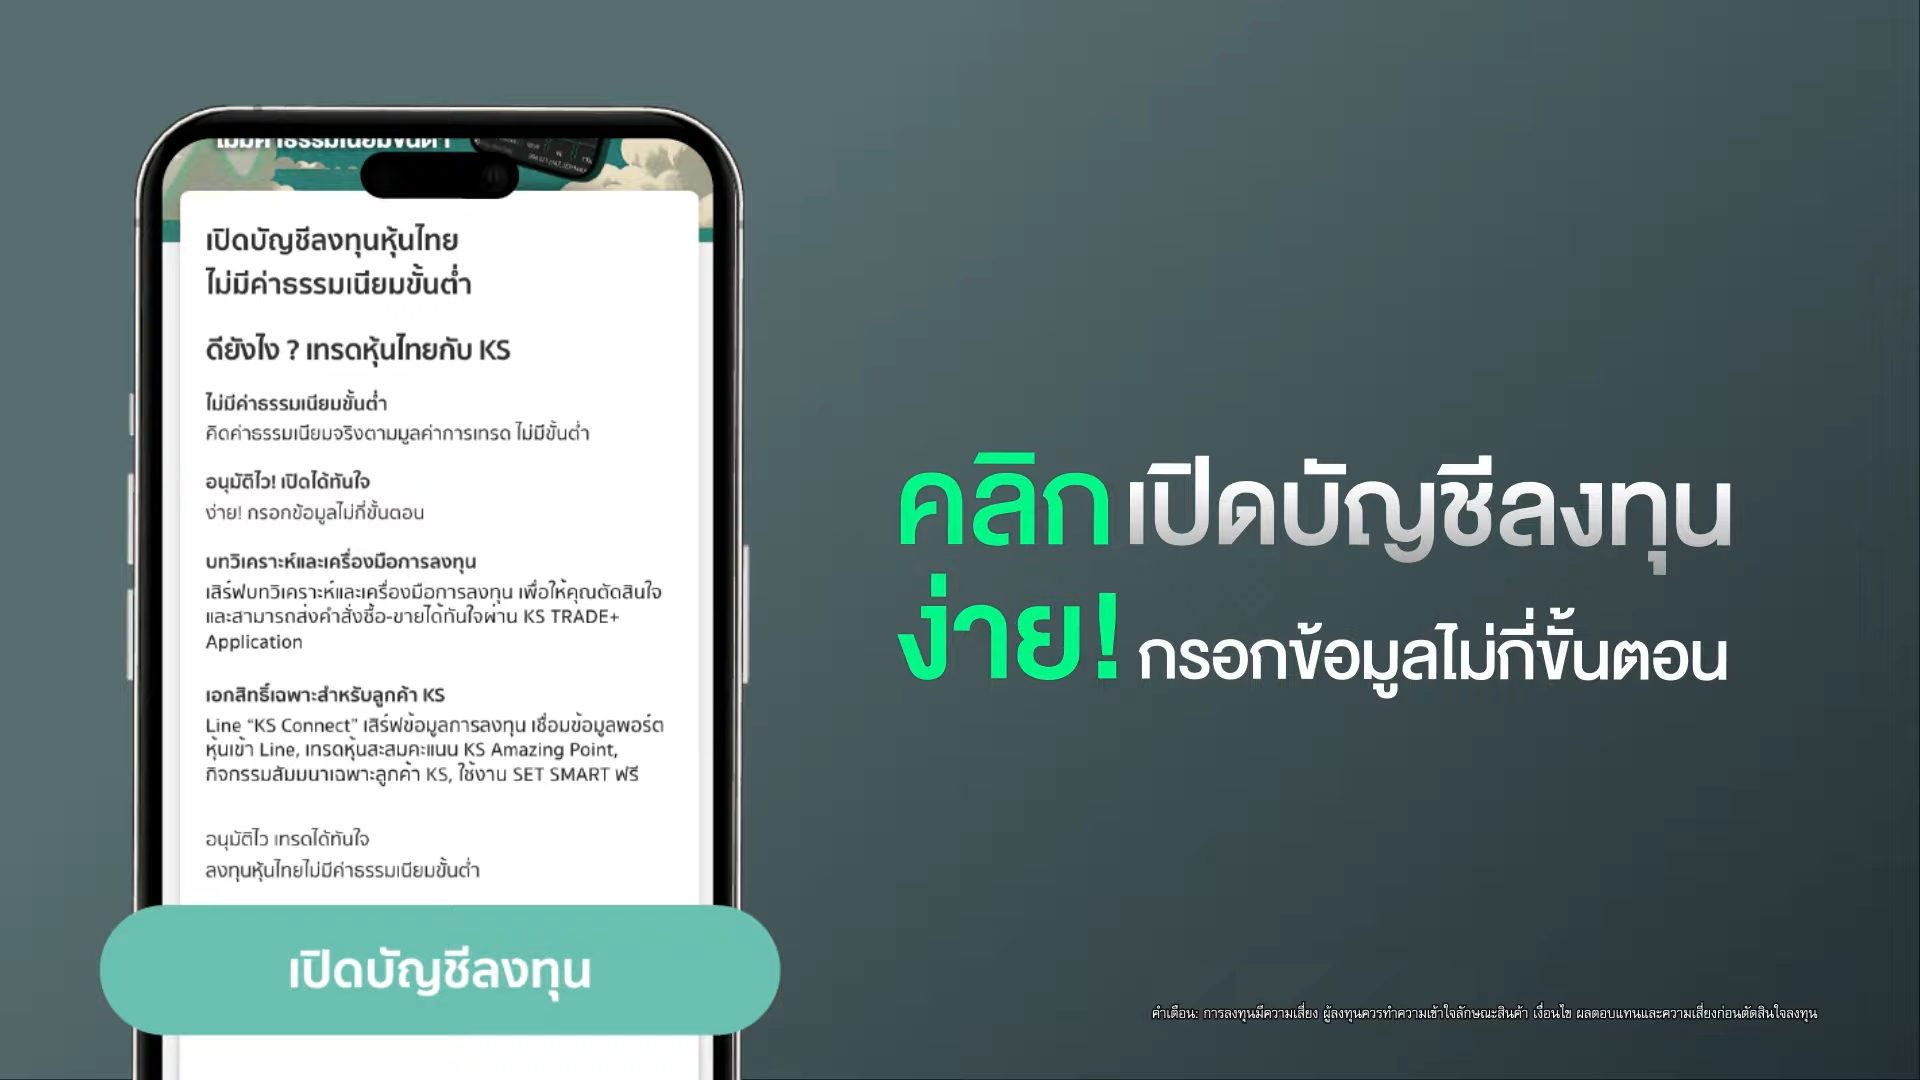 ไม่มีค่าธรรมเนียมขั้นต่ำ
เปิดบัญชีลงทุนหุ้นไทย
ไม่มีค่าธรรมเนียมขั้นต่ำ
ดียังไง ? เทรดหุ้นไทยกับ KS
ไม่มีค่าธรรมเนียมขั้นต่ำ
คิดค่าธรรมเนียมจริงตามมูลค่าการเทรด ไม่มีขั้นต่ำ
อนุมัติไว! เปิดได้ทันใจ
ง่าย! กรอกข้อมูลไม่กี่ขั้นตอน
บทวิเคราะห์และเครื่องมือการลงทุน
เสิร์ฟบทวิเคราะห์และเครื่องมือการลงทุน เพื่อให้คุณตัดสินใจ
และสามารถส่งคำสั่งซื้อ-ขายได้ทันใจผ่าน KS TRADE+
Application
เอกสิทธิ์เฉพาะสำหรับลูกค้า KS
Line “KS Connect” เสิร์ฟข้อมูลการลงทุน เชื่อมข้อมูลพอร์ต
หุ้นเข้า Line, เทรดหุ้นสะสมคะแนน KS Amazing Point,
กิจกรรมสัมมนาเฉพาะลูกค้า KS, ใช้งาน SET SMART ฟรี
อนุมัติไว เทรดได้ทันใจ
ลงทุนหุ้นไทยไม่มีค่าธรรมเนียมขั้นต่ำ
เปิดบัญชีลงทุน
คลิกเปิดบัญชีลงทุน
ง่าย! กรอกข้อมูลไม่กี่ขั้นตอน
คำเตือน: การลงทุนมีความเสี่ยง ผู้ลงทุนควรทำความเข้าใจลักษณะสินค้า เงื่อนไข ผลตอบแทนและความเสี่ยงก่อนตัดสินใจลงทุน